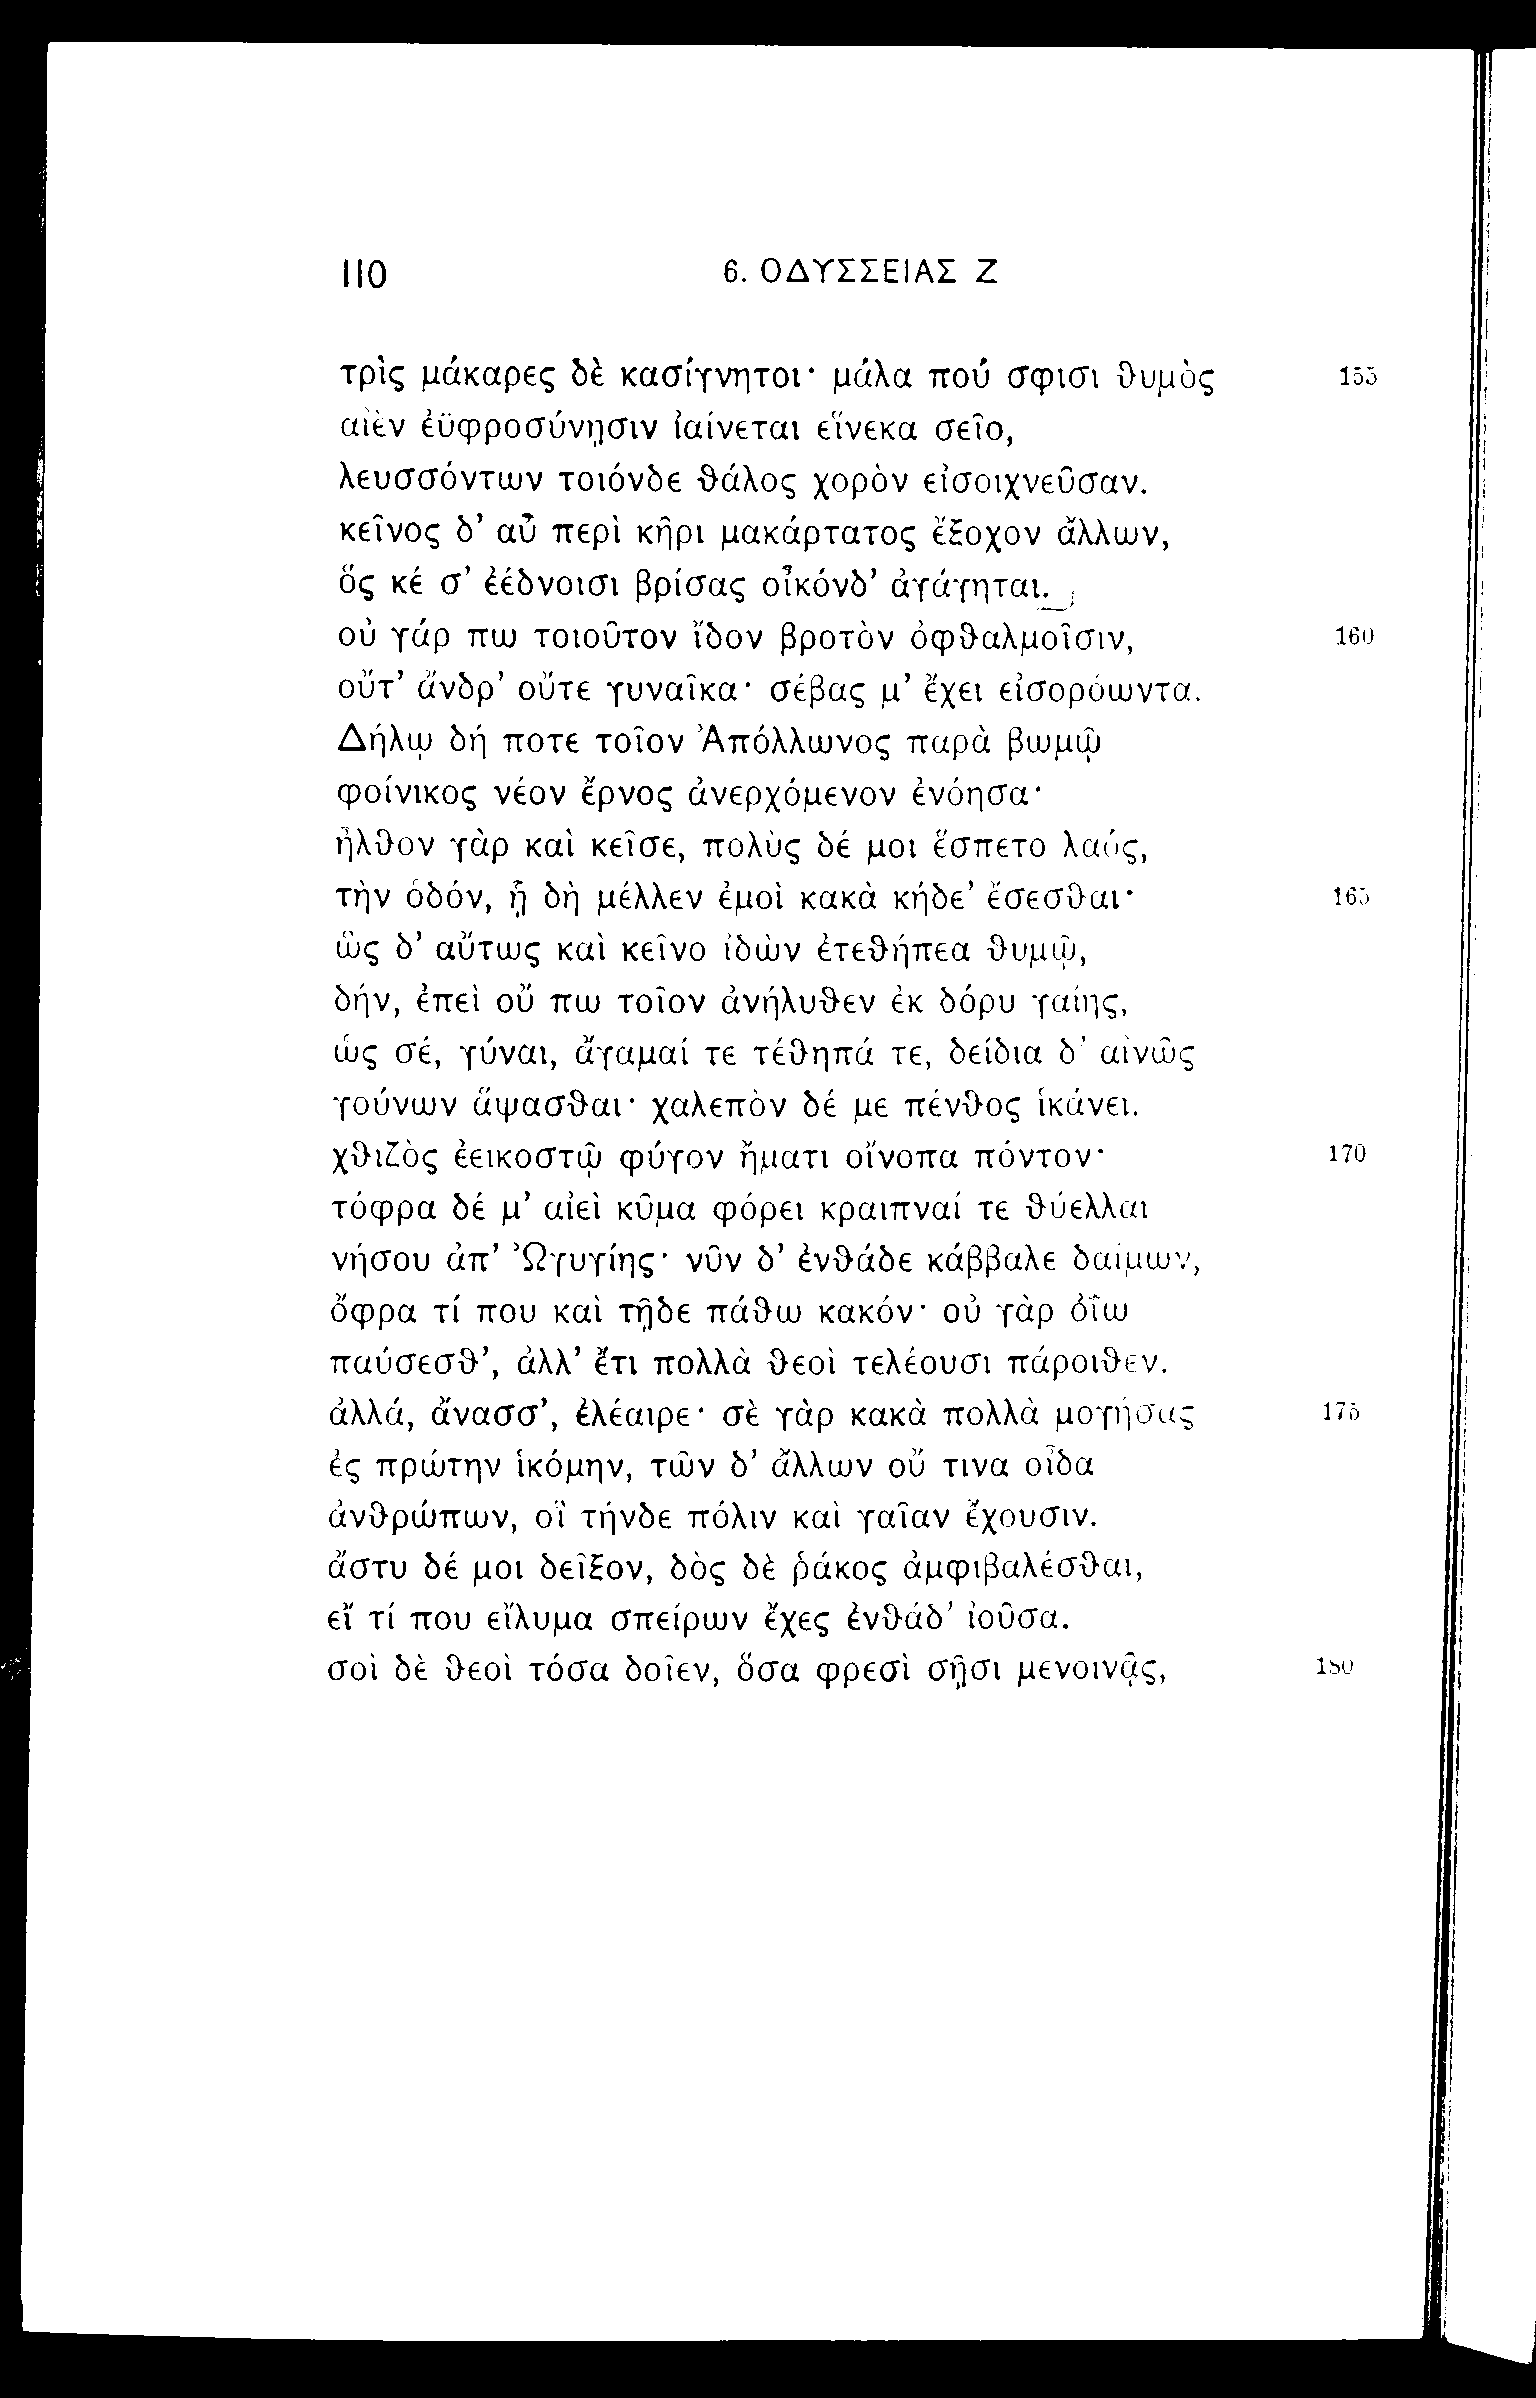 110 6. ΟΔΥΣΣΕΙΑΣ Ζ
τρὶς μάκαρες δὲ κασίγνητοι· μάλα πού σφισι θυμὸς 155
αἰὲν ἐϋφροσύνῃσιν ἰαίνεται εἵνεκα σεῖο,
λευσσόντων τοιόνδε θάλος χορὸν εἰσοιχνεῦσαν.
κεῖνος δ’ αὖ περὶ κῆρι μακάρτατος ἔξοχον ἄλλων,
ὅς κέ σ’ ἐέδνοισι βρίσας οἶκόνδ’ ἀγάγηται.
οὐ γάρ πω τοιοῦτον ἴδον βροτὸν ὀφθαλμοῖσιν, 160
οὔτ’ ἄνδρ’ οὔτε γυναῖκα· σέβας μ’ ἔχει εἰσορόωντα.
Δήλῳ δή ποτε τοῖον Ἀπόλλωνος παρὰ βωμῷ
φοίνικος νέον ἔρνος ἀνερχόμενον ἐνόησα·
ἦλθον γὰρ καὶ κεῖσε, πολὺς δέ μοι ἕσπετο λαός,
τὴν ὁδόν, ᾗ δὴ μέλλεν ἐμοὶ κακὰ κήδε’ ἔσεσθαι· 165
ὣς δ’ αὔτως καὶ κεῖνο ἰδὼν ἐτεθήπεα θυμῷ,
δήν, ἐπεὶ οὔ πω τοῖον ἀνήλυθεν ἐκ δόρυ γαίης,
ὡς σέ, γύναι, ἄγαμαί τε τέθηπά τε, δείδια δ’ αἰνῶς
γούνων ἅψασθαι· χαλεπὸν δέ με πένθος ἱκάνει.
χθιζὸς ἐεικοστῷ φύγον ἤματι οἴνοπα πόντον· 170
τόφρα δέ μ’ αἰεὶ κῦμα φόρει κραιπναί τε θύελλαι
νήσου ἀπ’ Ὠγυγίης· νῦν δ’ ἐνθάδε κάββαλε δαίμων,
ὄφρα τί που καὶ τῇδε πάθω κακόν· οὐ γὰρ ὀΐω
παύσεσθ’, ἀλλ’ ἔτι πολλὰ θεοὶ τελέουσι πάροιθεν.
ἀλλά, ἄνασσ’, ἐλέαιρε· σὲ γὰρ κακὰ πολλὰ μογήσας 175
ἐς πρώτην ἱκόμην, τῶν δ’ ἄλλων οὔ τινα οἶδα
ἀνθρώπων, οἳ τήνδε πόλιν καὶ γαῖαν ἔχουσιν.
ἄστυ δέ μοι δεῖξον, δὸς δὲ ῥάκος ἀμφιβαλέσθαι,
εἴ τί που εἴλυμα σπείρων ἔχες ἐνθάδ’ ἰοῦσα.
σοὶ δὲ θεοὶ τόσα δοῖεν, ὅσα φρεσὶ σῇσι μενοινᾷς, 180